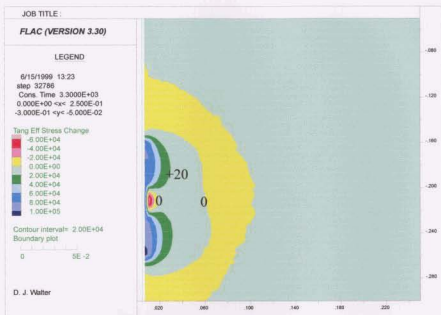 JOB TITLE :
FLAC (VERSION 3.30)
LEGEND
6/15/1999 13:23
step 32786
Cons. Time 3.3000E+03
0.000E+00 <x< 2.500E-01
-3.000E-01 <y< -5.000E-02
Tang Eff Stress Change
-6.00E+04
-4.00E+04
-2.00E+04
0.00E+00
2.00E+04
4.00E+04
6.00E+04
8.00E+04
1.00E+05
Contour interval= 2.00E+04
Boundary plot
0 5E -2
D. J. Walter
+20
0 0
-.080
-.120
-.160
-.200
-.240
-.280
.020 .060 .100 .140 .180 .220